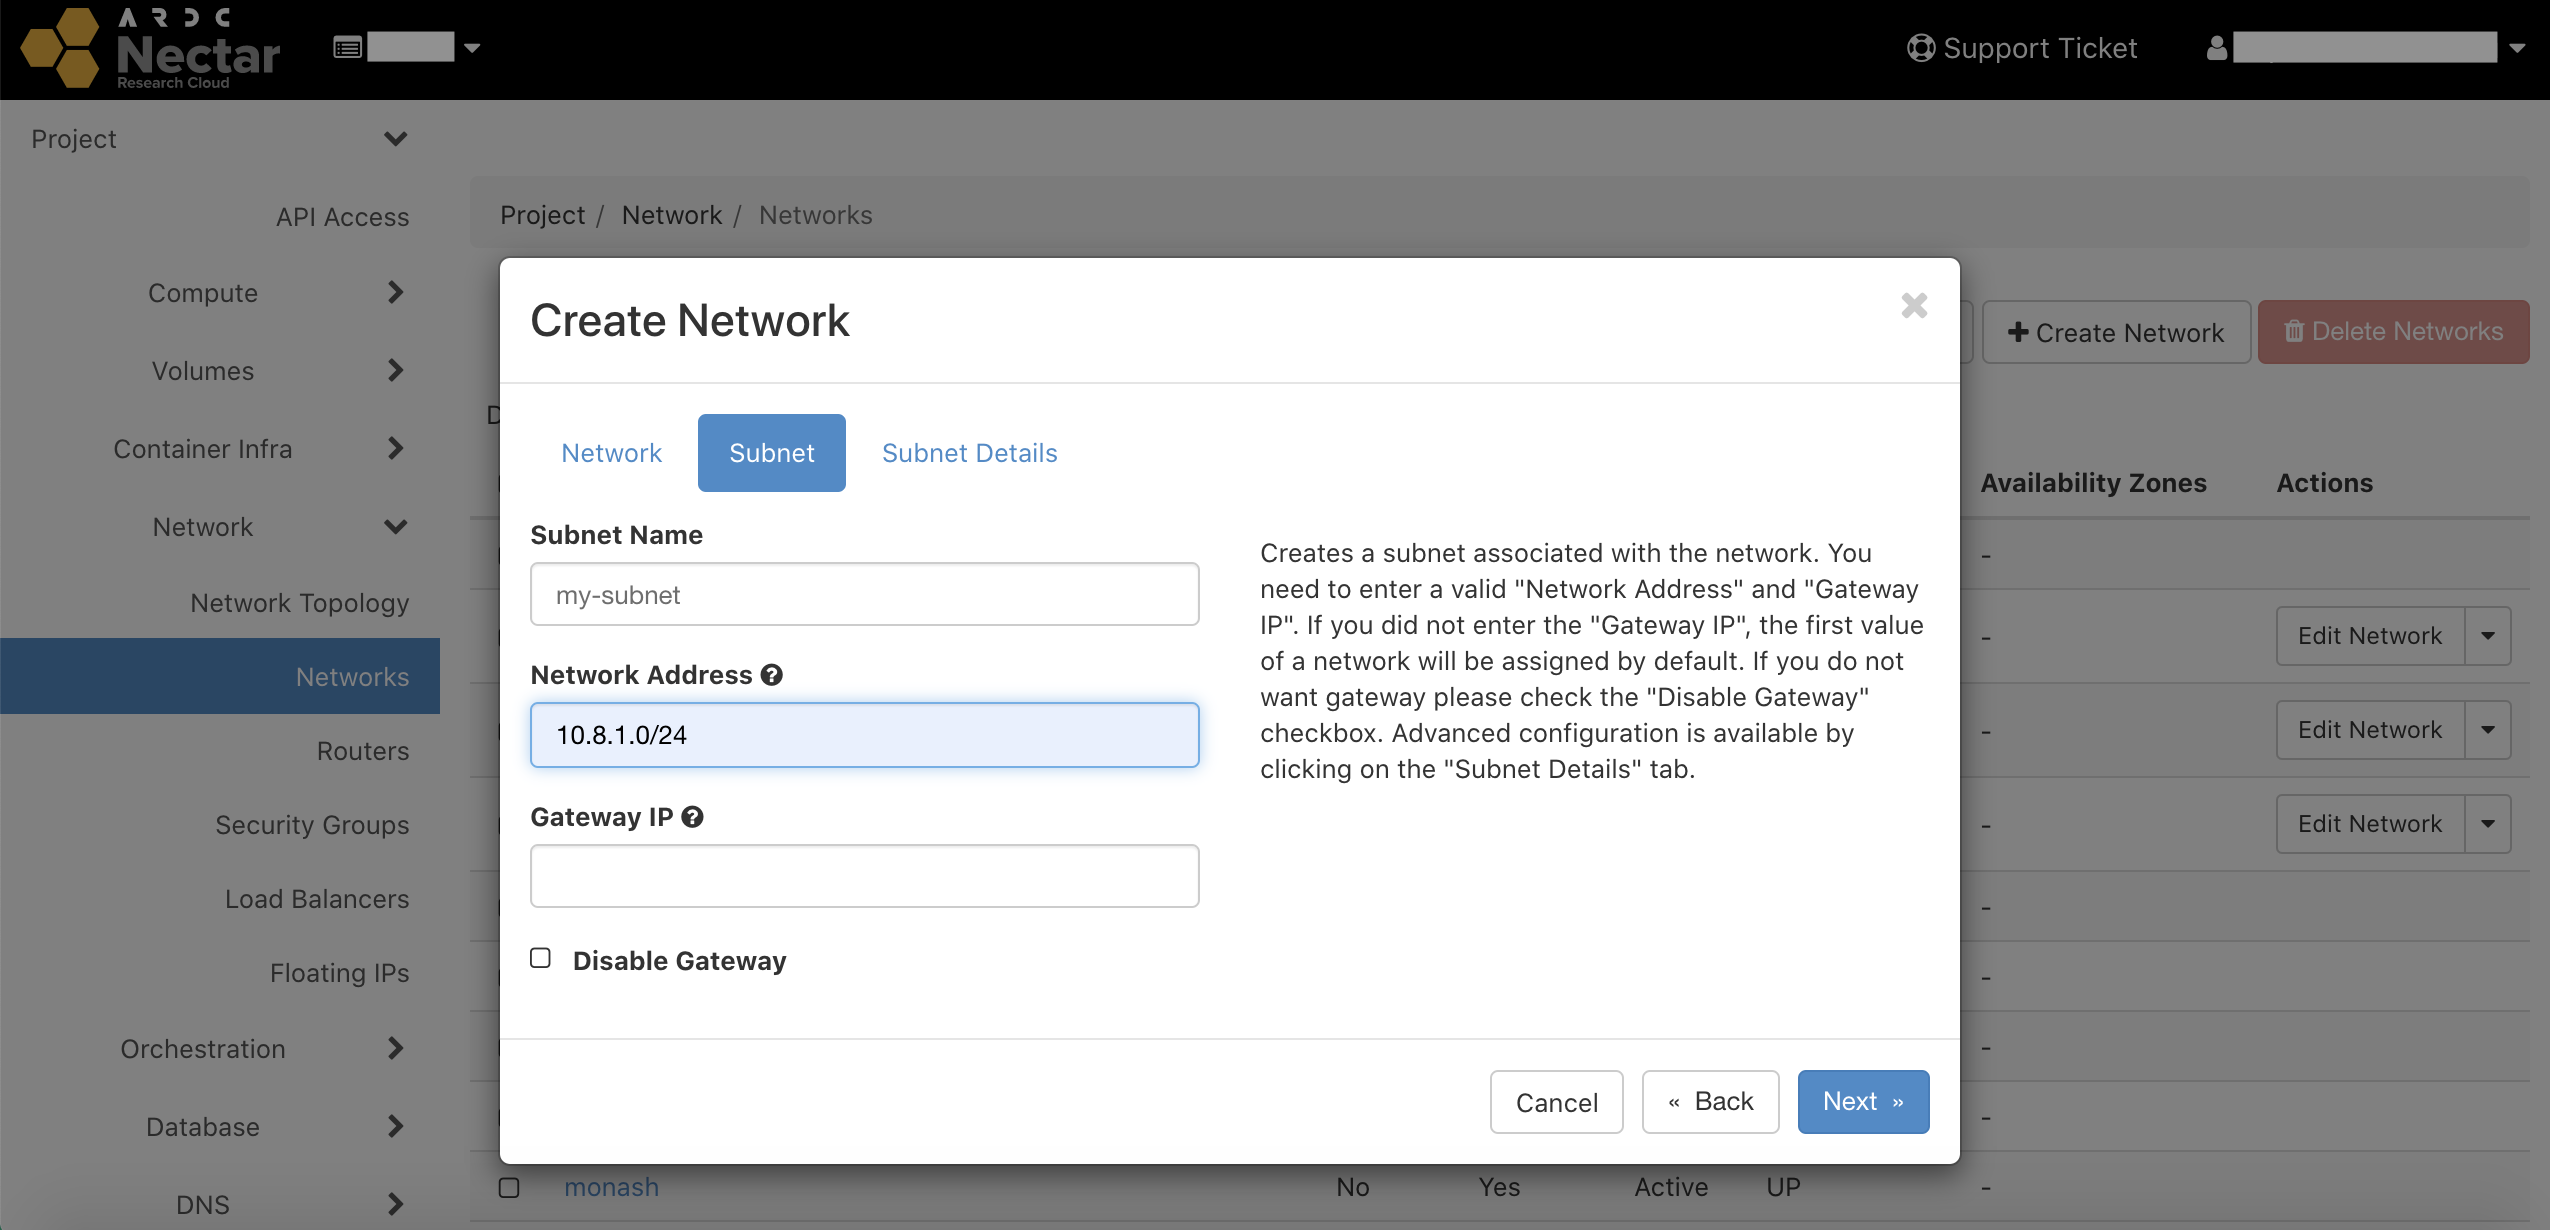 ARDC
Nectar
Research Cloud
Support Ticket
Project
API Access
Compute
Volumes
Container Infra
Network
Network Topology
Networks
Routers
Security Groups
Load Balancers
Floating IPs
Orchestration
Database
DNS
Project / Network / Networks
Create Network
Delete Networks
D
Availability Zones Actions
-
- Edit Network
- Edit Network
- Edit Network
-
-
-
-
monash No Yes Active UP -
Create Network
Network Subnet Subnet Details
Subnet Name
my-subnet
Network Address
10.8.1.0/24
Gateway IP
Disable Gateway
Creates a subnet associated with the network. You
need to enter a valid "Network Address" and "Gateway
IP". If you did not enter the "Gateway IP", the first value
of a network will be assigned by default. If you do not
want gateway please check the "Disable Gateway"
checkbox. Advanced configuration is available by
clicking on the "Subnet Details" tab.
Cancel « Back Next »